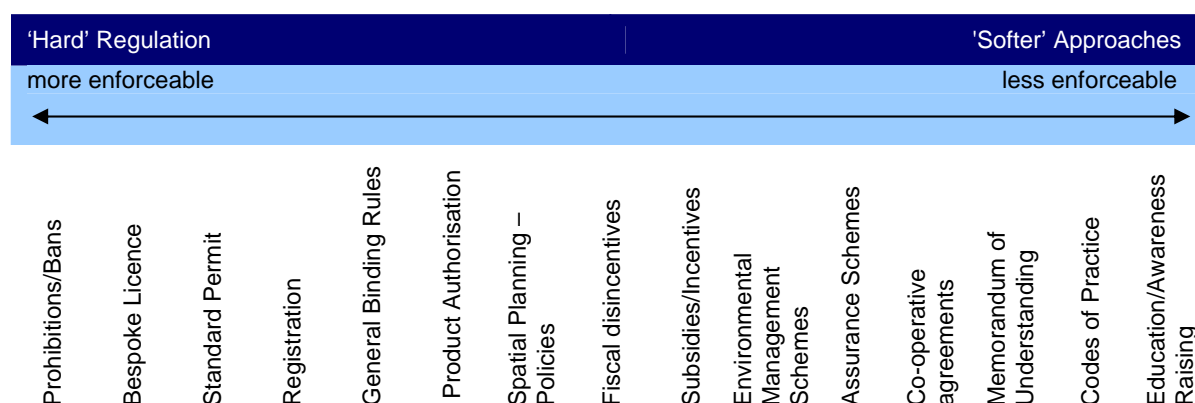 ‘Hard’ Regulation
'Softer’ Approaches
more enforceable
less enforceable
Prohibitions/Bans
Bespoke Licence
Standard Permit
Registration
General Binding Rules
Product Authorisation
Spatial Planning –
Policies
Fiscal disincentives
Subsidies/Incentives
Environmental
Management
Schemes
Assurance Schemes
Co-operative
agreements
Memorandum of
Understanding
Codes of Practice
Education/Awareness
Raising